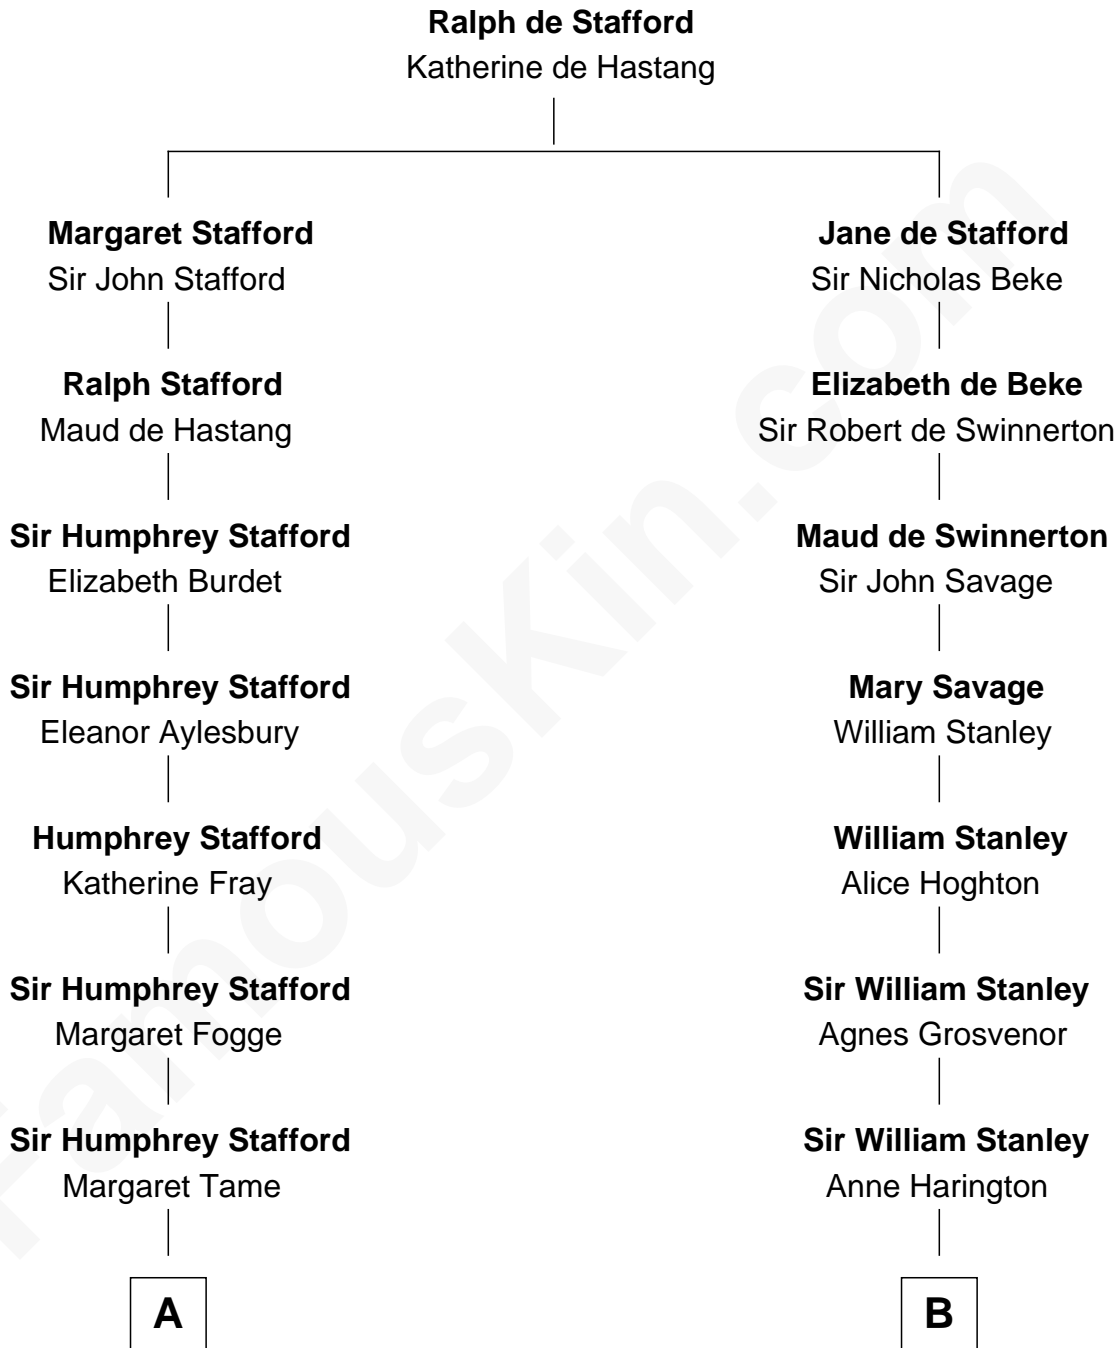 Ralph de Stafford
Katherine de Hastang
Margaret Stafford
Sir John Stafford
Ralph Stafford
Maud de Hastang
Sir Humphrey Stafford
Elizabeth Burdet
Sir Humphrey Stafford
Eleanor Aylesbury
Humphrey Stafford
Katherine Fray
Sir Humphrey Stafford
Margaret Fogge
Sir Humphrey Stafford
Margaret Tame
A
Jane de Stafford
Sir Nicholas Beke
Elizabeth de Beke
Sir Robert de Swinnerton
Maud de Swinnerton
Sir John Savage
Mary Savage
William Stanley
William Stanley
Alice Hoghton
Sir William Stanley
Agnes Grosvenor
Sir William Stanley
Anne Harington
B
FamousKin.com